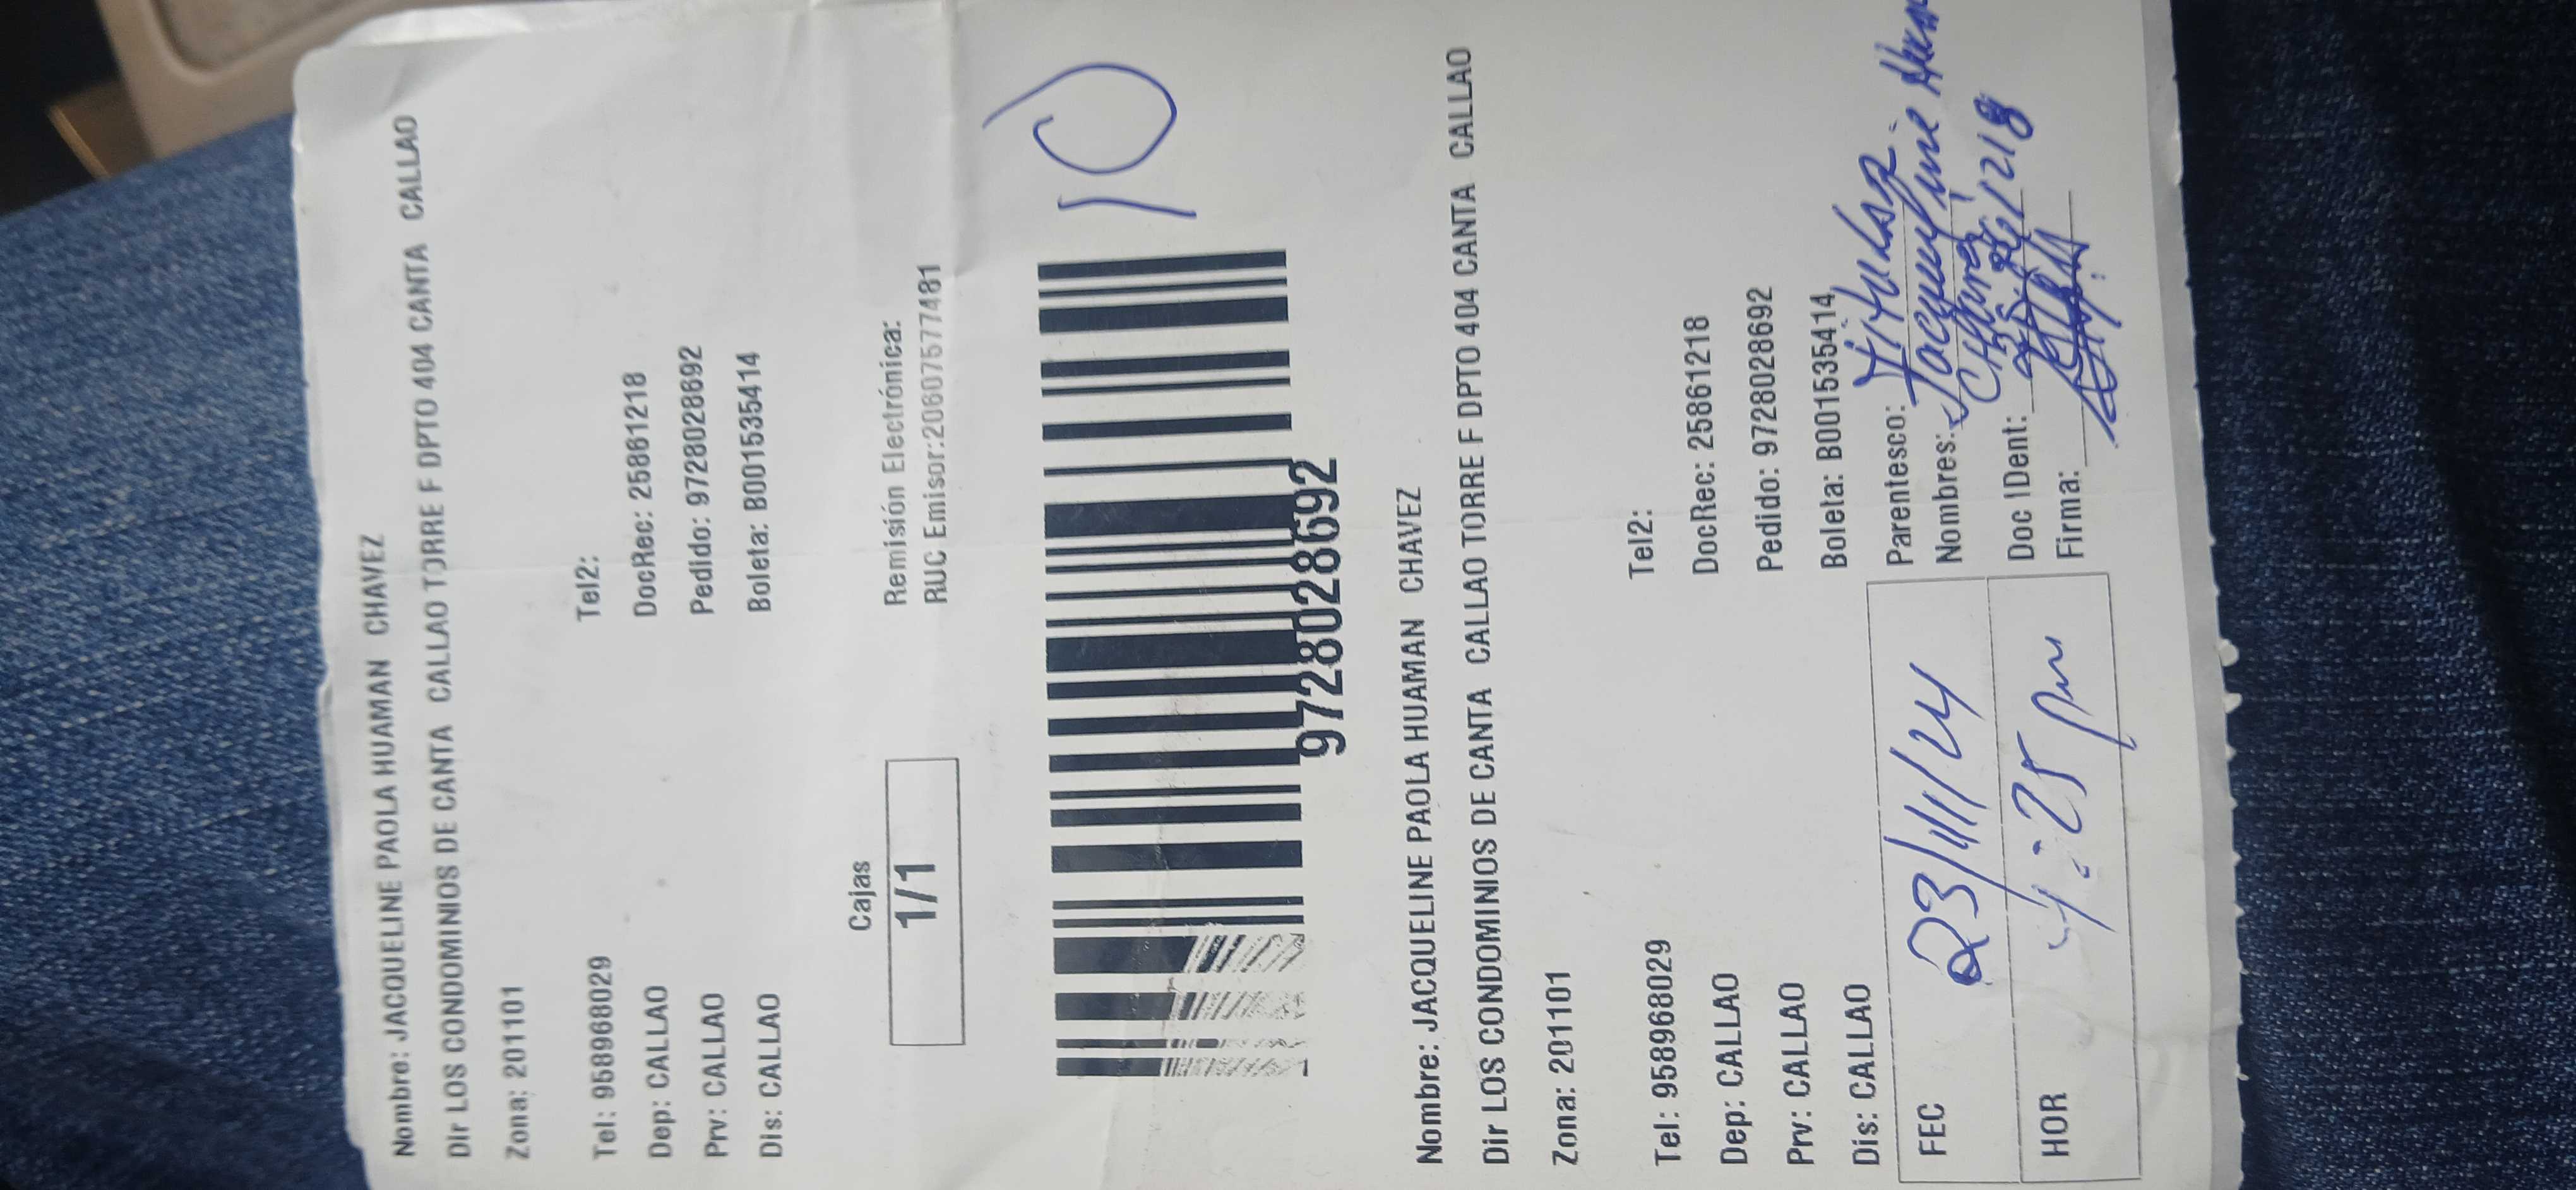 Nombre: JACQUELINE PAOLA HUAMAN CHAVEZ
Dir LOS CONDOMINIOS DE CANTA CALLAO TORRE F DPTO 404 CANTA CALLAO
Zona: 201101
Tel: 958968029 Tel2:
Dep: CALLAO DocRec: 25861218
Prv: CALLAO Pedido: 9728028692
Dis: CALLAO Boleta: B001535414
Cajas
1/1
Remisión Electrónica:
RUC Emisor:20607577481
10
9728028692
Nombre: JACQUELINE PAOLA HUAMAN CHAVEZ
Dir LOS CONDOMINIOS DE CANTA CALLAO TORRE F DPTO 404 CANTA CALLAO
Zona: 201101
Tel: 958968029 Tel2:
Dep: CALLAO DocRec: 25861218
Prv: CALLAO Pedido: 9728028692
Dis: CALLAO Boleta: B001535414
FEC 23/11/24 Parentesco: Titular
Nombres: Jacqueline
HOR 4:25 pm Doc IDent:
Firma: